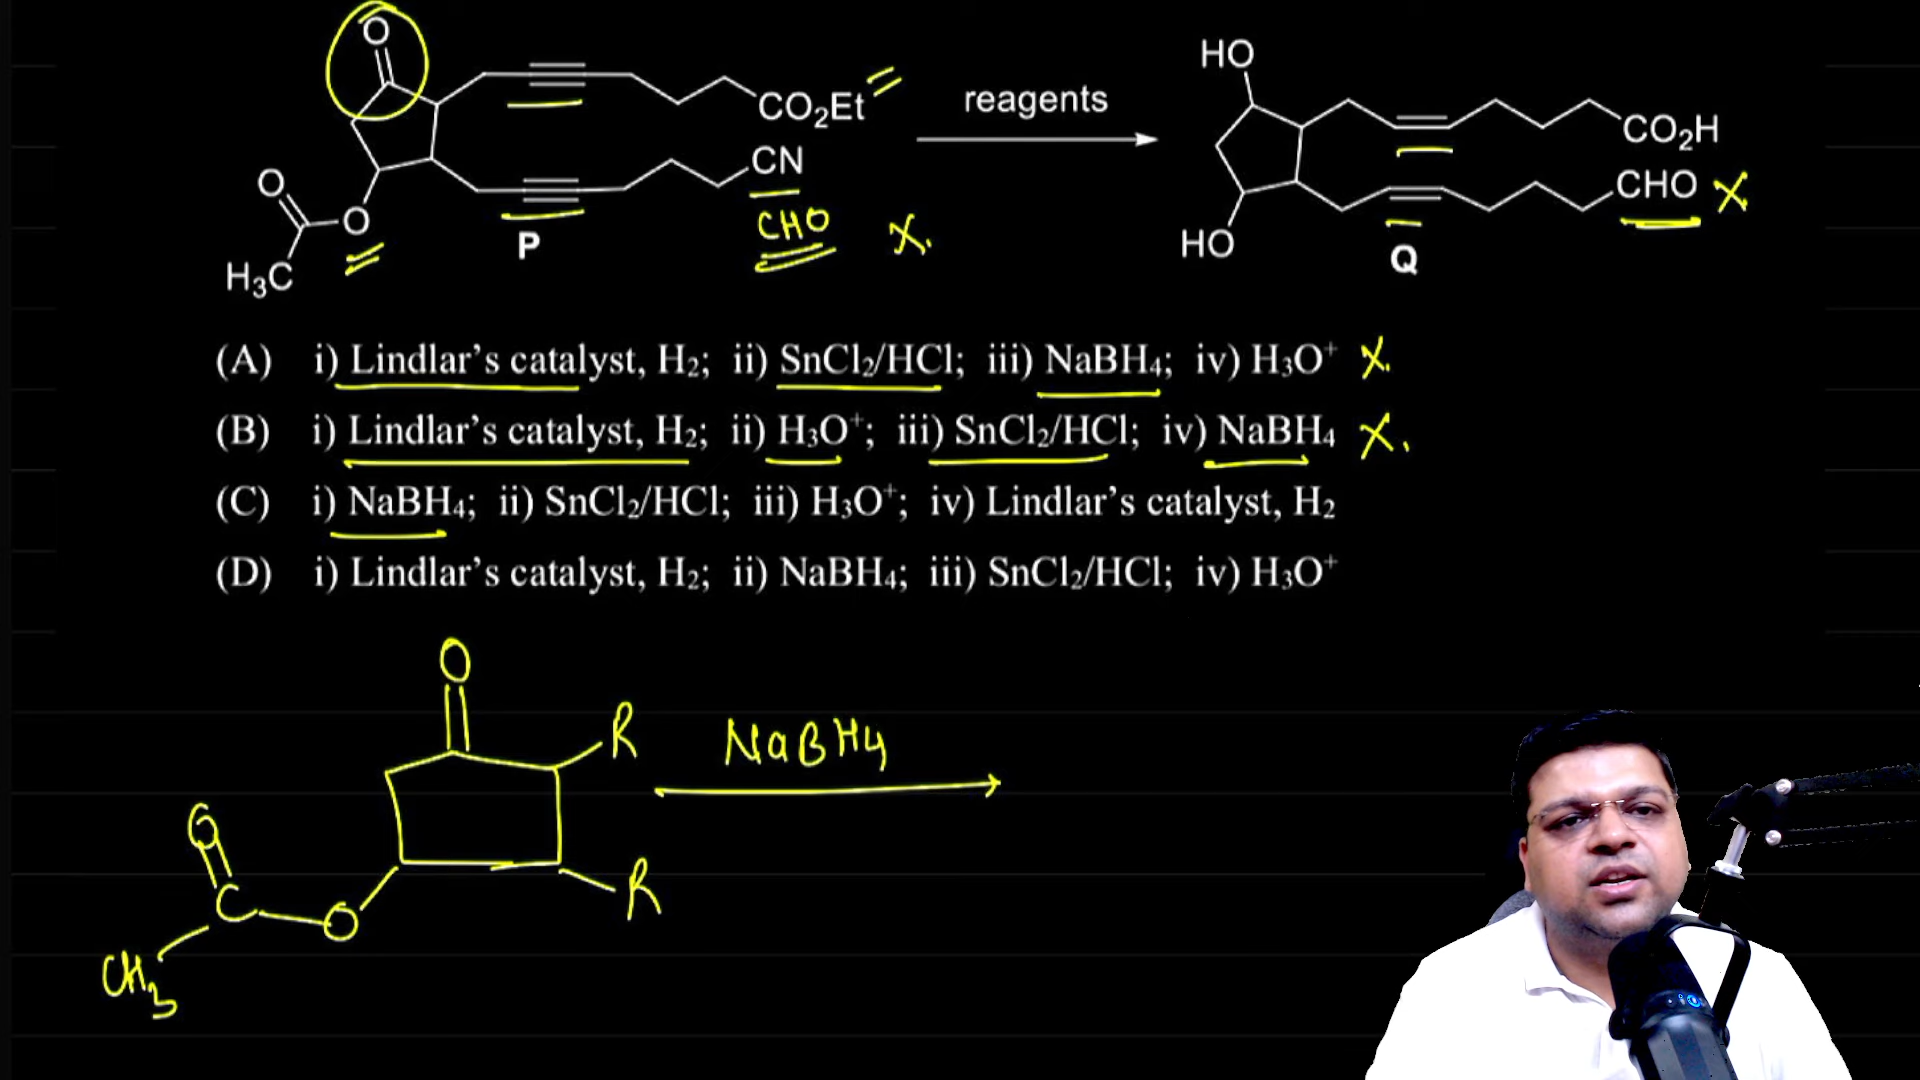 O
CO₂Et
CN
CHO X.
O
O
H₃C
P
reagents
HO
CO₂H
CHO X
HO
Q
(A) i) Lindlar’s catalyst, H₂; ii) SnCl₂/HCl; iii) NaBH₄; iv) H₃O⁺ X.
(B) i) Lindlar’s catalyst, H₂; ii) H₃O⁺; iii) SnCl₂/HCl; iv) NaBH₄ X.
(C) i) NaBH₄; ii) SnCl₂/HCl; iii) H₃O⁺; iv) Lindlar’s catalyst, H₂
(D) i) Lindlar’s catalyst, H₂; ii) NaBH₄; iii) SnCl₂/HCl; iv) H₃O⁺
O
R
NaBH4
O
C
O
R
CH3